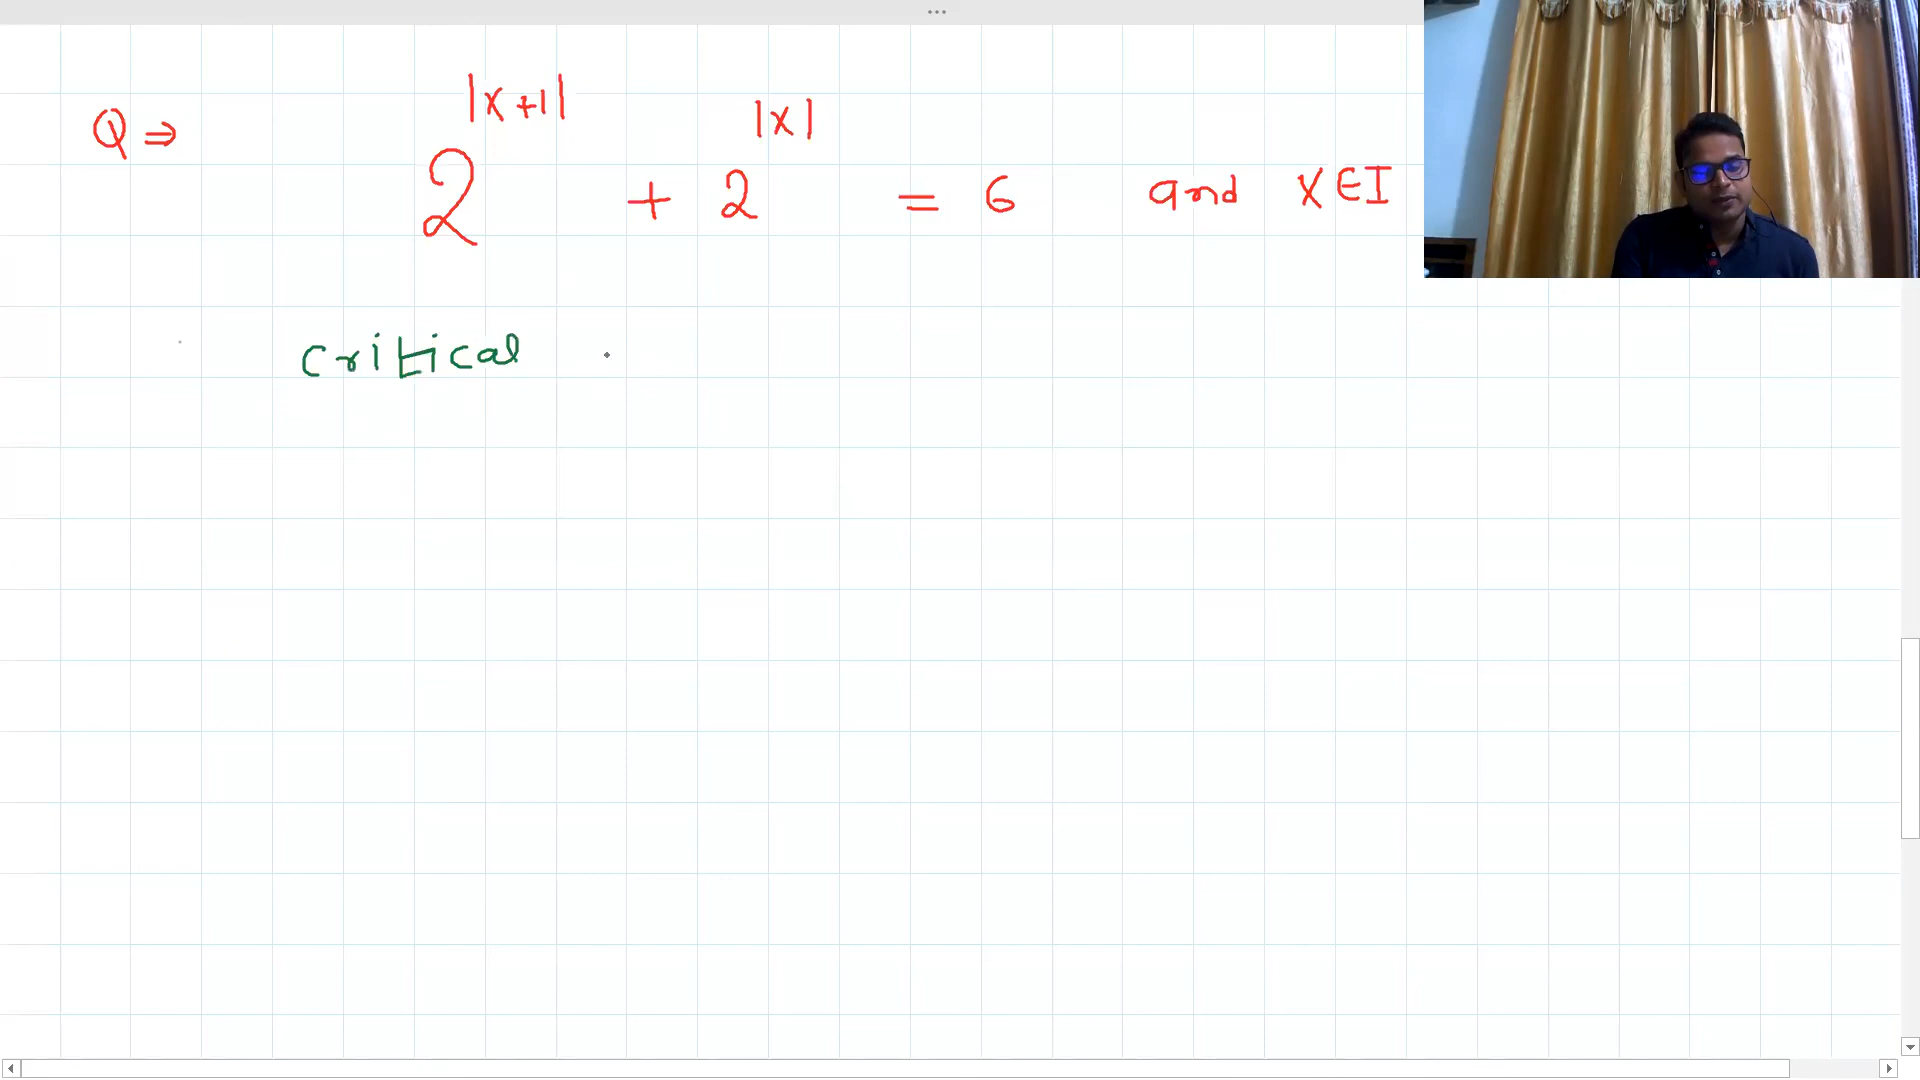 Q ⇒ 2^|x+1| + 2^|x| = 6 and x∈I
critical